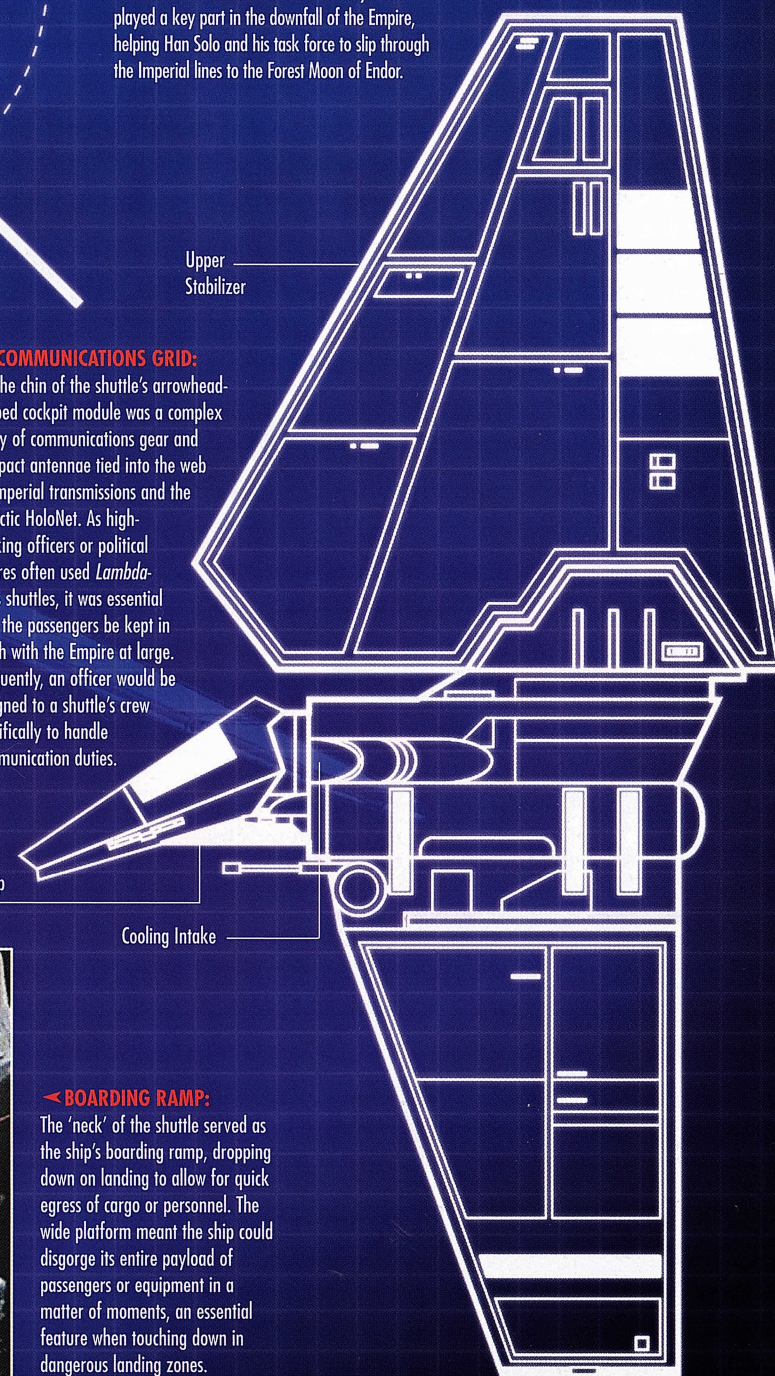 played a key part in the downfall of the Empire,
helping Han Solo and his task force to slip through
the Imperial lines to the Forest Moon of Endor.
Upper
Stabilizer
COMMUNICATIONS GRID:
he chin of the shuttle's arrowhead-
ped cockpit module was a complex
y of communications gear and
pact antennae tied into the web
mperial transmissions and the
ctic HoloNet. As high-
king officers or political
res often used Lambda-
s shuttles, it was essential
the passengers be kept in
h with the Empire at large.
uently, an officer would be
gned to a shuttle's crew
ifically to handle
munication duties.
p
Cooling Intake
BOARDING RAMP:
The 'neck' of the shuttle served as
the ship's boarding ramp, dropping
down on landing to allow for quick
egress of cargo or personnel. The
wide platform meant the ship could
disgorge its entire payload of
passengers or equipment in a
matter of moments, an essential
feature when touching down in
dangerous landing zones.